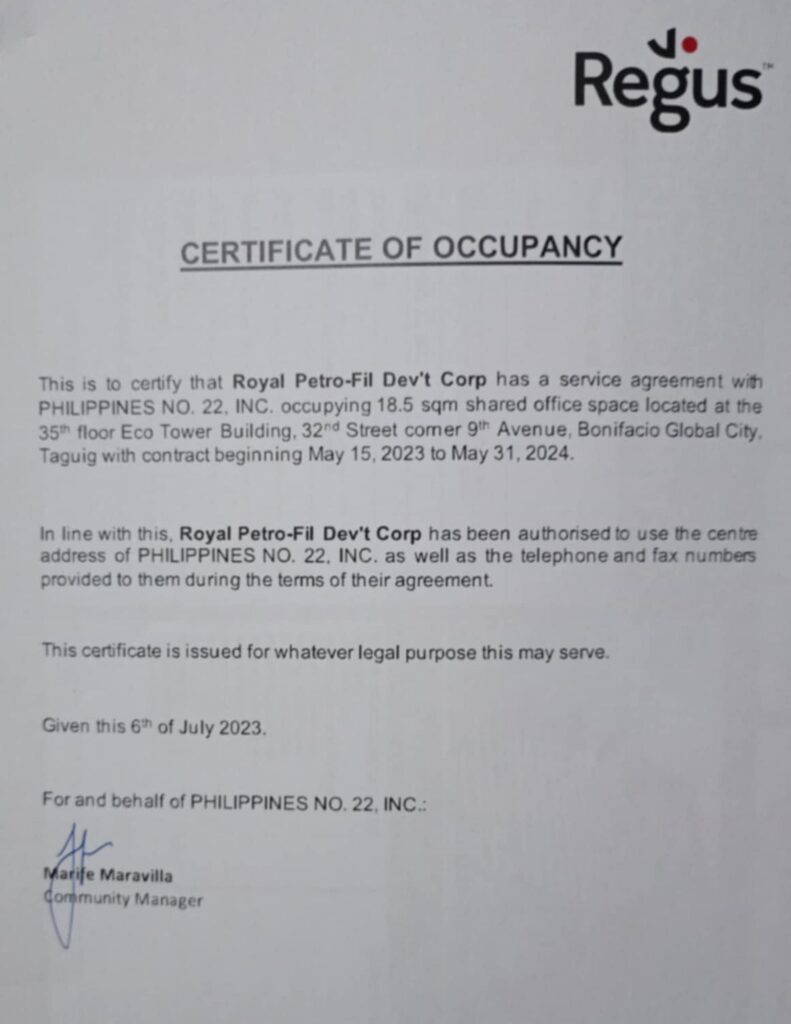 Regus™
CERTIFICATE OF OCCUPANCY
This is to certify that Royal Petro-Fil Dev't Corp has a service agreement with
PHILIPPINES NO. 22, INC. occupying 18.5 sqm shared office space located at the
35th floor Eco Tower Building, 32nd Street corner 9th Avenue, Bonifacio Global City,
Taguig with contract beginning May 15, 2023 to May 31, 2024.
In line with this, Royal Petro-Fil Dev't Corp has been authorised to use the centre
address of PHILIPPINES NO. 22, INC. as well as the telephone and fax numbers
provided to them during the terms of their agreement.
This certificate is issued for whatever legal purpose this may serve.
Given this 6th of July 2023.
For and behalf of PHILIPPINES NO. 22, INC.:
Marife Maravilla
Community Manager